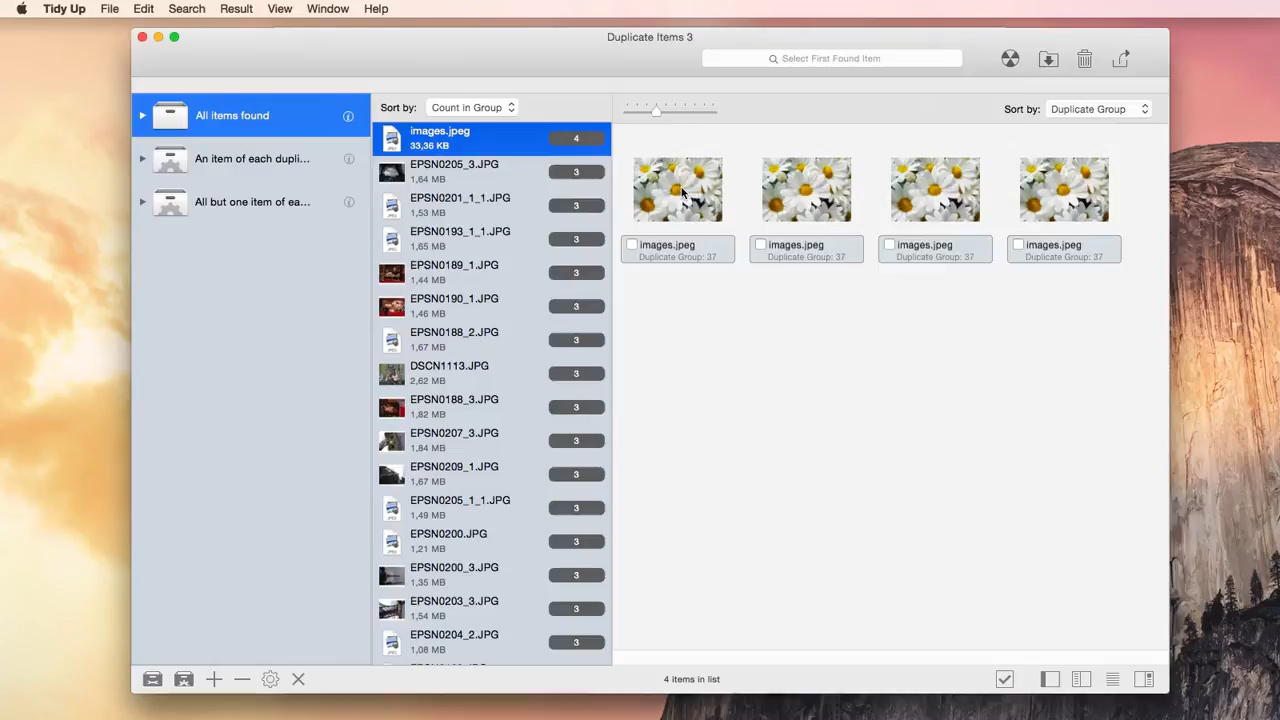 Tidy Up File Edit Search Result View Window Help
Duplicate Items 3
Select First Found Item
All items found
An item of each dupli...
All but one item of ea...
Sort by: Count in Group
images.jpeg
33,36 KB
4
EPSN0205_3.JPG
1,64 MB
3
EPSN0201_1_1.JPG
1,53 MB
3
EPSN0193_1_1.JPG
1,65 MB
3
EPSN0189_1.JPG
1,44 MB
3
EPSN0190_1.JPG
1,46 MB
3
EPSN0188_2.JPG
1,67 MB
3
DSCN1113.JPG
2,62 MB
3
EPSN0188_3.JPG
1,82 MB
3
EPSN0207_3.JPG
1,84 MB
3
EPSN0209_1.JPG
1,67 MB
3
EPSN0205_1_1.JPG
1,49 MB
3
EPSN0200.JPG
1,21 MB
3
EPSN0200_3.JPG
1,35 MB
3
EPSN0203_3.JPG
1,54 MB
3
EPSN0204_2.JPG
1,08 MB
3
Sort by: Duplicate Group
images.jpeg
Duplicate Group: 37
images.jpeg
Duplicate Group: 37
images.jpeg
Duplicate Group: 37
images.jpeg
Duplicate Group: 37
4 items in list